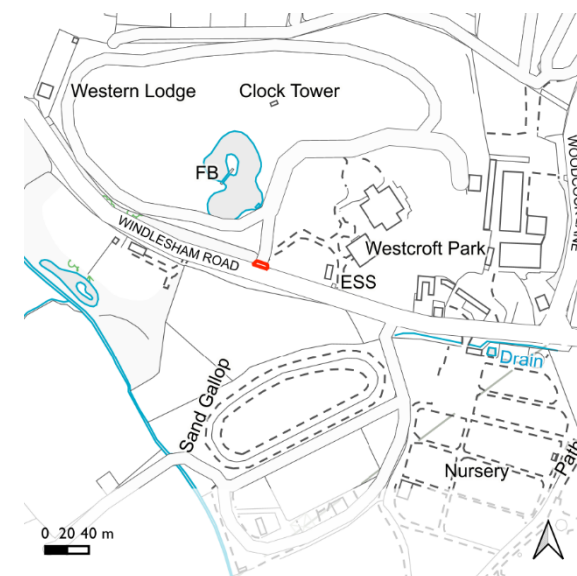 Western Lodge
Clock Tower
FB
WINDLESHAM ROAD
Westcroft Park
ESS
Drain
Sand Gallop
Nursery
0 20 40 m